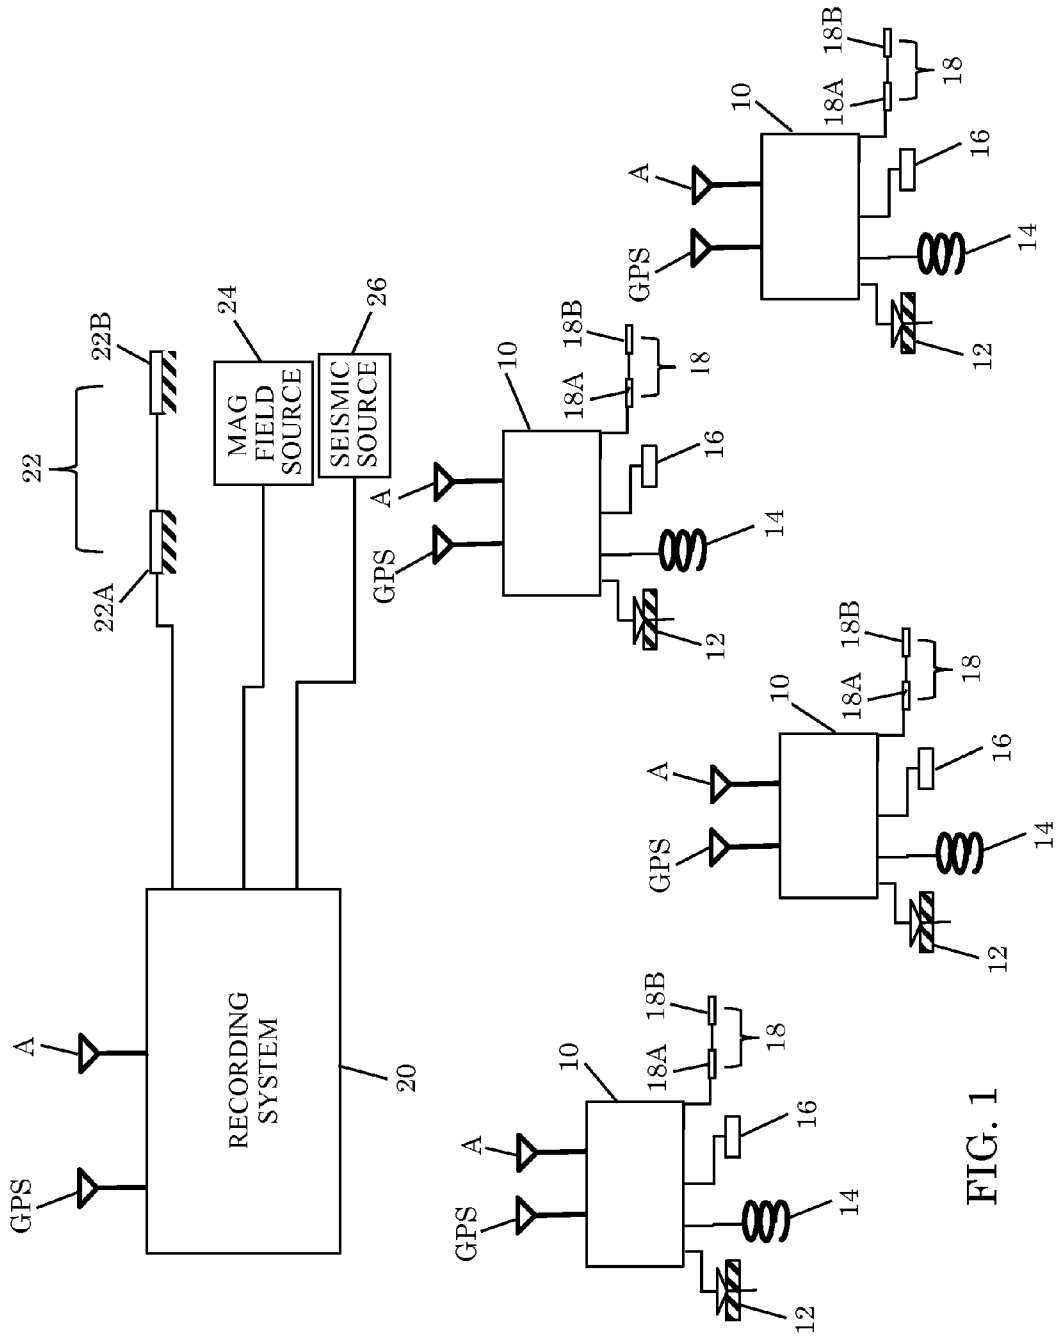 GPS
A
RECORDING
SYSTEM
20
22
22A
22B
MAG
FIELD
SOURCE
24
SEISMIC
SOURCE
26
GPS
A
10
18A
18B
18
16
14
12
GPS
A
10
18A
18B
18
16
14
12
GPS
A
10
18A
18B
18
16
14
12
GPS
A
10
18A
18B
18
16
14
12
FIG. 1